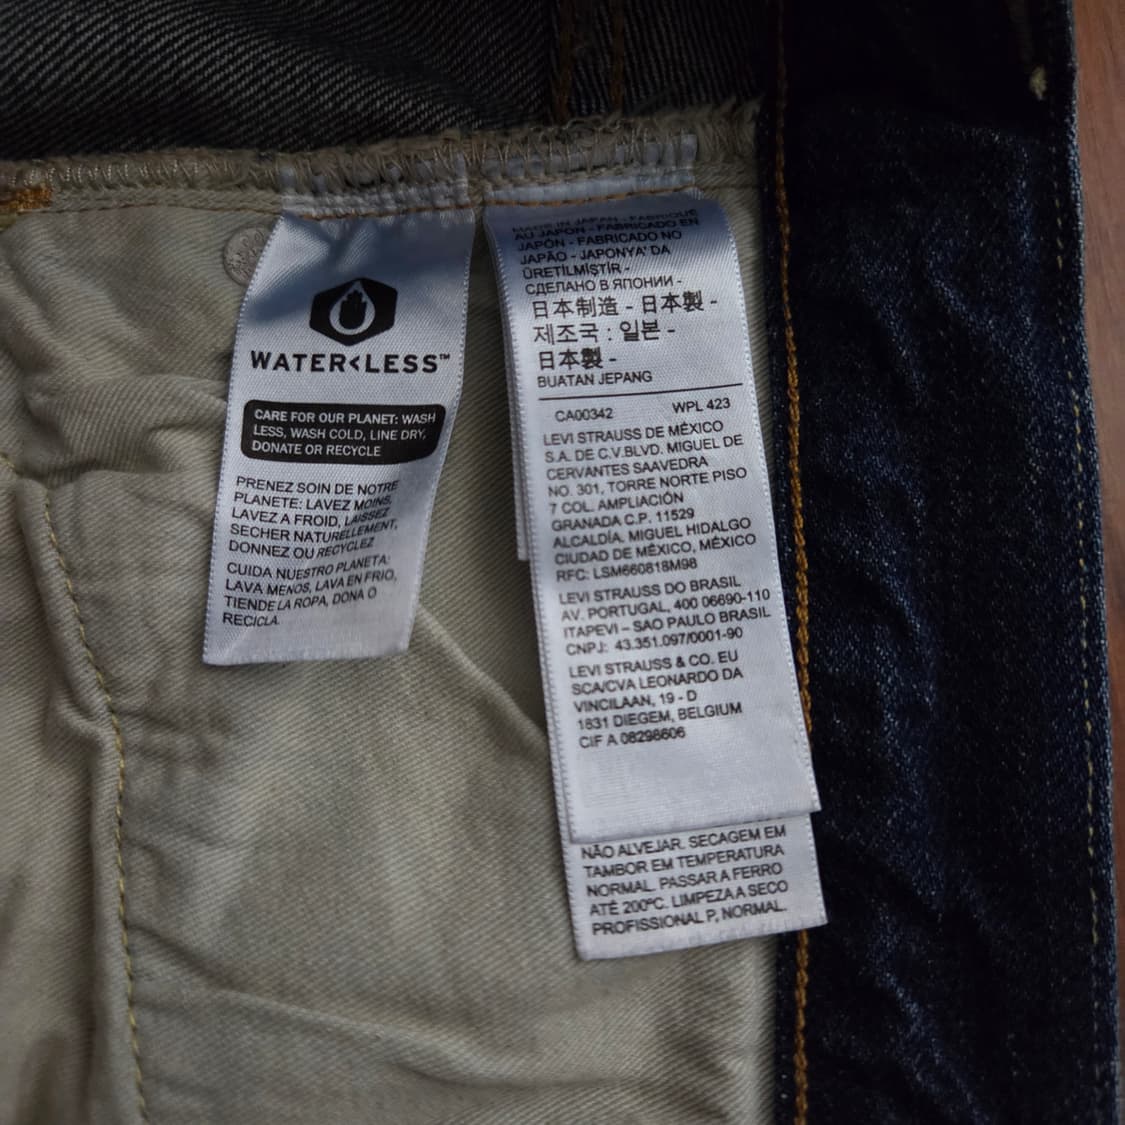 WATER<LESS™
CARE FOR OUR PLANET: WASH
LESS, WASH COLD, LINE DRY,
DONATE OR RECYCLE
PRENEZ SOIN DE NOTRE
PLANETE: LAVEZ MOINS,
LAVEZ A FROID, LAISSEZ
SECHER NATURELLEMENT,
DONNEZ OU RECYCLEZ
CUIDA NUESTRO PLANETA:
LAVA MENOS, LAVA EN FRIO,
TIENDE LA ROPA, DONA O
RECICLA.
MADE IN JAPAN - FABRIQUÉ
AU JAPON - FABRICADO EN
JAPÓN - FABRICADO NO
JAPÃO - JAPONYA' DA
ÜRETİLMİŞTİR -
СДЕЛАНО В ЯПОНИИ -
日本制造 - 日本製 -
제조국 : 일본 -
日本製 -
BUATAN JEPANG
CA00342 WPL 423
LEVI STRAUSS DE MÉXICO
S.A. DE C.V.BLVD. MIGUEL DE
CERVANTES SAAVEDRA
NO. 301, TORRE NORTE PISO
7 COL. AMPLIACIÓN
GRANADA C.P. 11529
ALCALDÍA, MIGUEL HIDALGO
CIUDAD DE MÉXICO, MÉXICO
RFC: LSM660818M98
LEVI STRAUSS DO BRASIL
AV. PORTUGAL, 400 06690-110
ITAPEVI – SAO PAULO BRASIL
CNPJ: 43.351.097/0001-90
LEVI STRAUSS & CO. EU
SCA/CVA LEONARDO DA
VINCILAAN, 19 - D
1831 DIEGEM, BELGIUM
CIF A 08298606
NÃO ALVEJAR. SECAGEM EM
TAMBOR EM TEMPERATURA
NORMAL. PASSAR A FERRO
ATÉ 200ºC. LIMPEZA A SECO
PROFISSIONAL P, NORMAL.